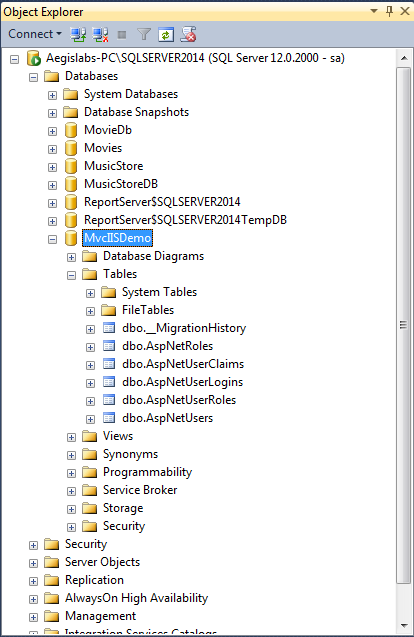 Object Explorer
Connect
Aegislabs-PC\SQLSERVER2014 (SQL Server 12.0.2000 - sa)
Databases
System Databases
Database Snapshots
MovieDb
Movies
MusicStore
MusicStoreDB
ReportServer$SQLSERVER2014
ReportServer$SQLSERVER2014TempDB
MvcIISDemo
Database Diagrams
Tables
System Tables
FileTables
dbo.__MigrationHistory
dbo.AspNetRoles
dbo.AspNetUserClaims
dbo.AspNetUserLogins
dbo.AspNetUserRoles
dbo.AspNetUsers
Views
Synonyms
Programmability
Service Broker
Storage
Security
Security
Server Objects
Replication
AlwaysOn High Availability
Management
Integration Services Catalogs